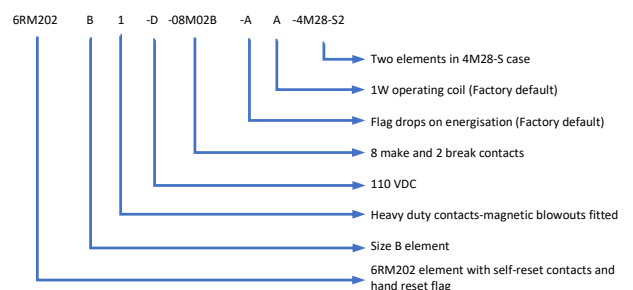 6RM202 B 1 -D -08M02B -A A -4M28-S2
Two elements in 4M28-S case
1W operating coil (Factory default)
Flag drops on energisation (Factory default)
8 make and 2 break contacts
110 VDC
Heavy duty contacts-magnetic blowouts fitted
Size B element
6RM202 element with self-reset contacts and
hand reset flag